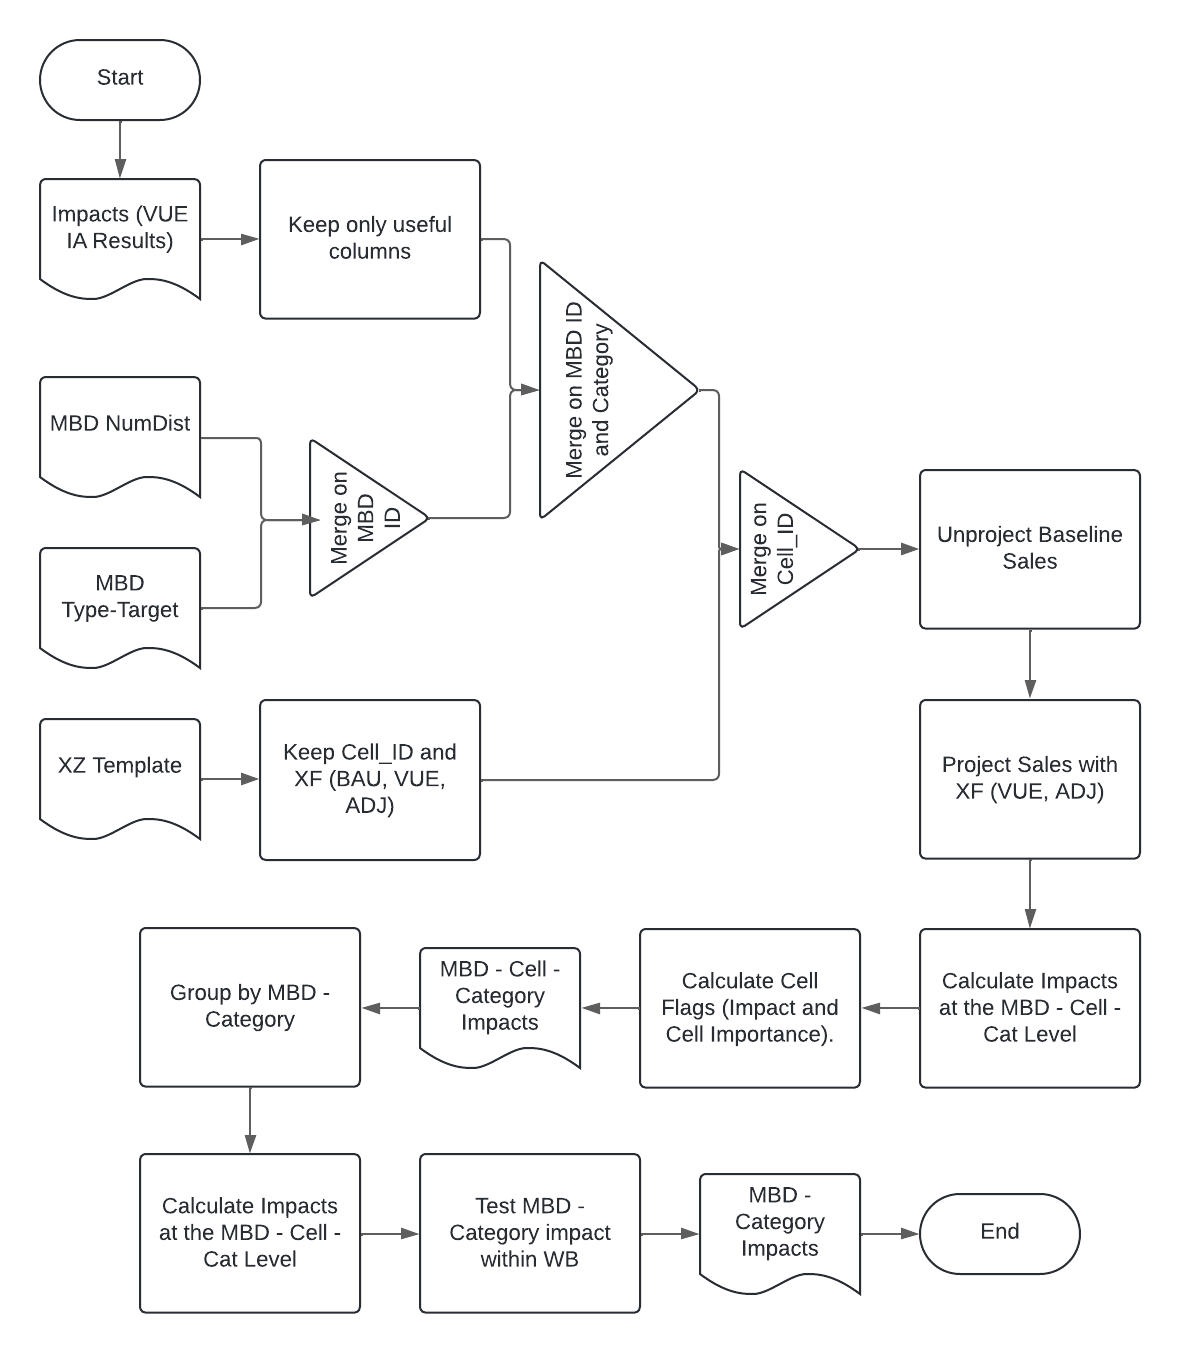 Start
Impacts (VUE
IA Results)
Keep only useful
columns
MBD NumDist
MBD
Type-Target
Merge on
MBD
ID
Merge on MBD ID
and Category
XZ Template
Keep Cell_ID and
XF (BAU, VUE,
ADJ)
Merge on
Cell_ID
Unproject Baseline
Sales
Project Sales with
XF (VUE, ADJ)
Calculate Impacts
at the MBD - Cell -
Cat Level
Calculate Cell
Flags (Impact and
Cell Importance).
MBD - Cell -
Category
Impacts
Group by MBD -
Category
Calculate Impacts
at the MBD - Cell -
Cat Level
Test MBD -
Category impact
within WB
MBD -
Category
Impacts
End